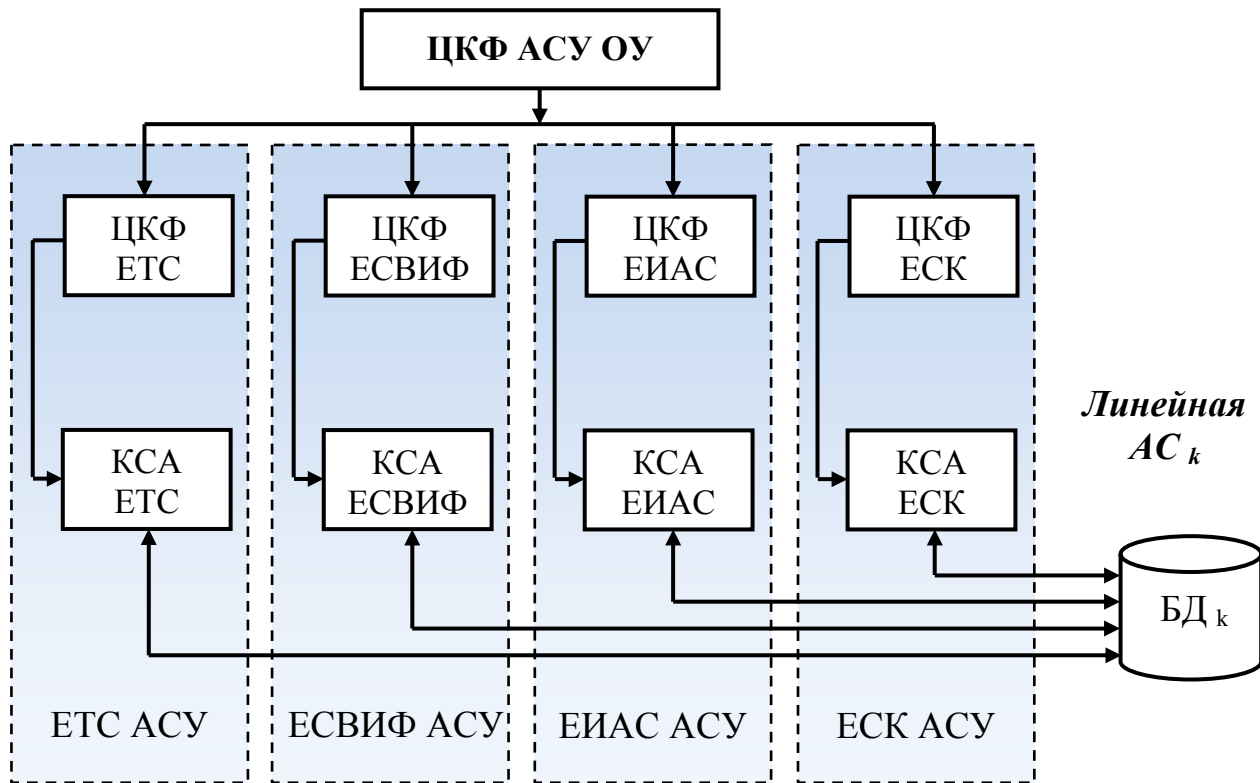 ЦКФ АСУ ОУ
ЦКФ
ЕТС
ЦКФ
ЕСВИФ
ЦКФ
ЕИАС
ЦКФ
ЕСК
Линейная
АС k
КСА
ЕТС
КСА
ЕСВИФ
КСА
ЕИАС
КСА
ЕСК
БД k
ЕТС АСУ
ЕСВИФ АСУ
ЕИАС АСУ
ЕСК АСУ